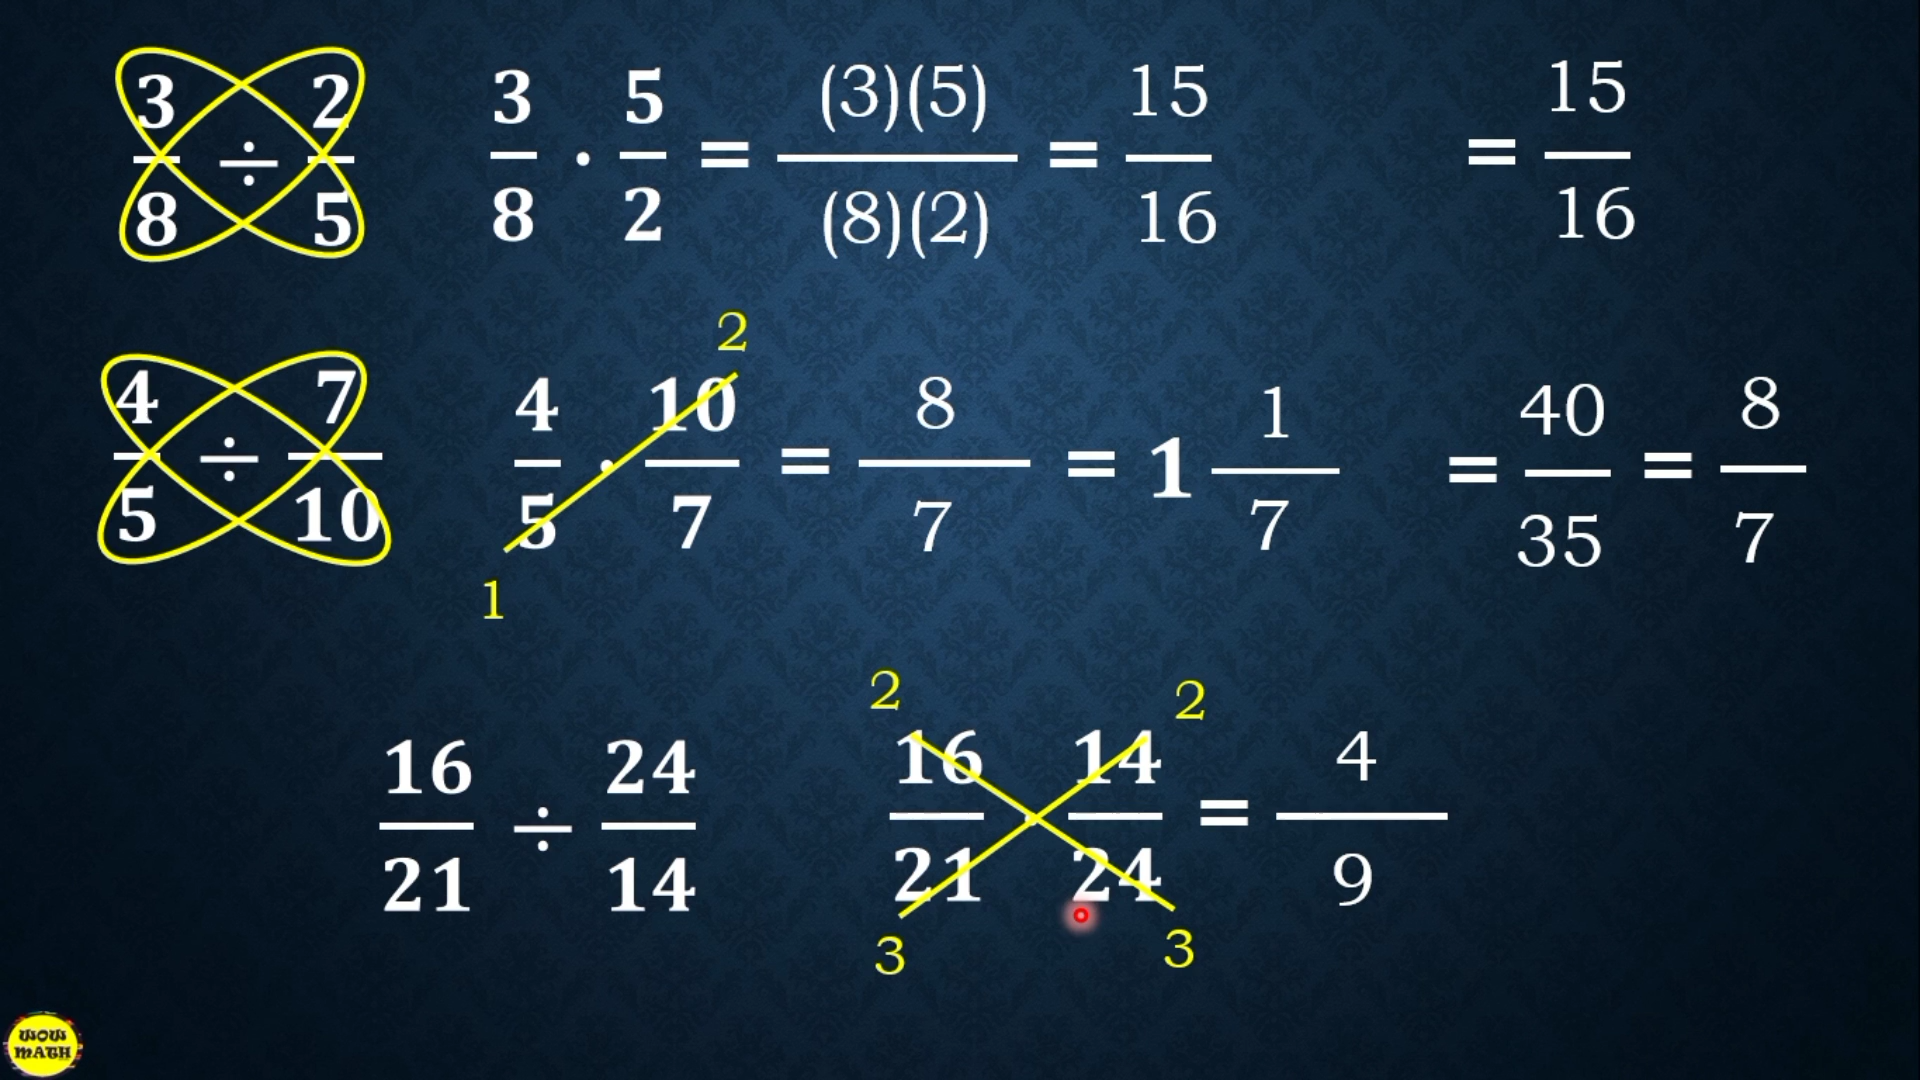 3/8 ÷ 2/5   3/8 · 5/2 = (3)(5)/(8)(2) = 15/16   = 15/16
4/5 ÷ 7/10   4/5 · 10/7 = 8/7 = 1 1/7   = 40/35 = 8/7
2
1
16/21 ÷ 24/14   16/21 · 14/24 = 4/9
2 2
3 3
WOW
MATH